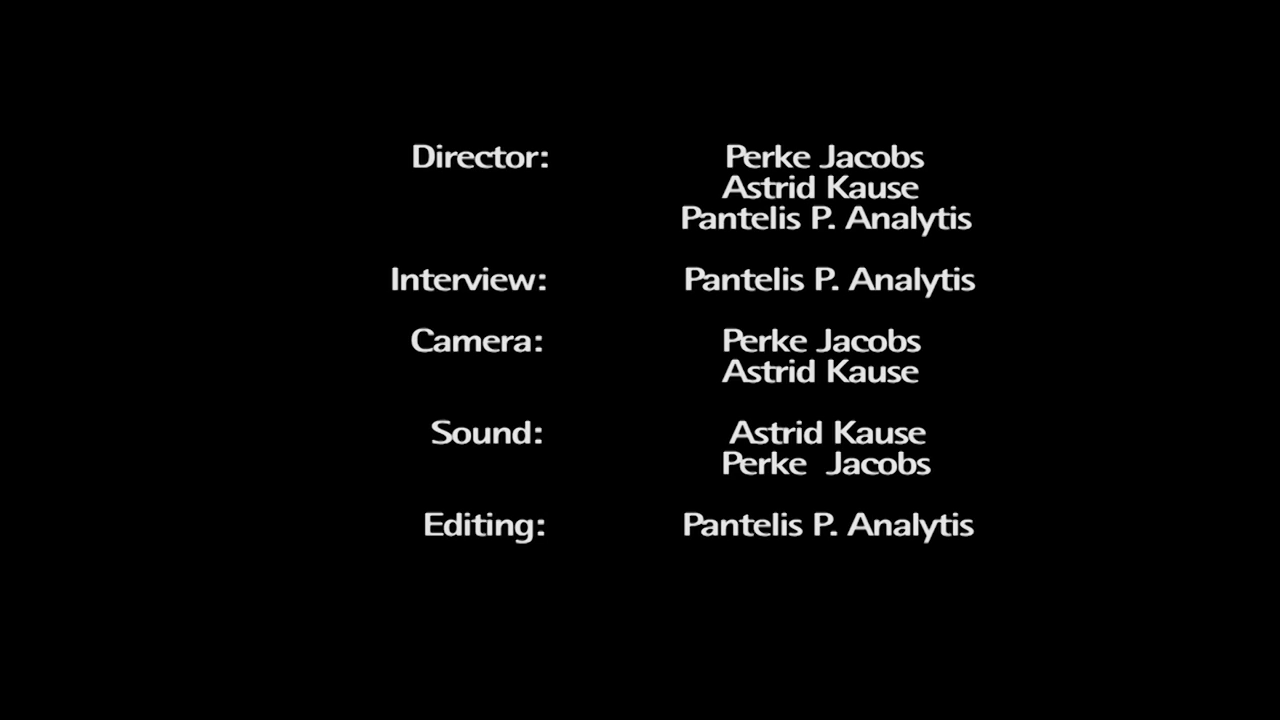 Director: Perke Jacobs
Astrid Kause
Pantelis P. Analytis
Interview: Pantelis P. Analytis
Camera: Perke Jacobs
Astrid Kause
Sound: Astrid Kause
Perke Jacobs
Editing: Pantelis P. Analytis